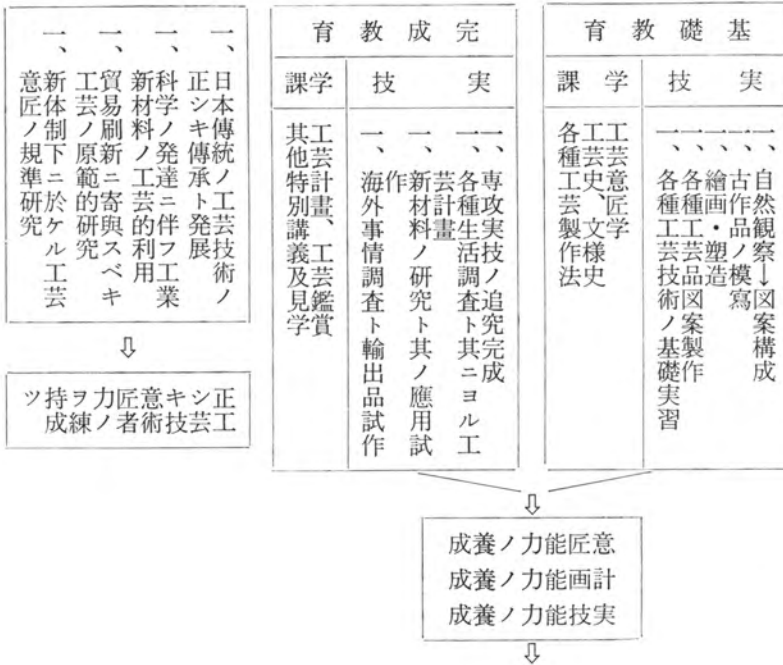 基礎教育
実技
一、自然観察→図案構成
一、古作品ノ模寫
一、繪画・塑造
一、各種工芸品図案製作
一、各種工芸技術ノ基礎実習
学課
工芸意匠学
工芸史、文様史
各種工芸製作法
完成教育
実技
一、専攻実技ノ追究完成
一、各種生活調査ト其ニヨル工
芸計畫
一、新材料ノ研究ト其ノ應用試
作
一、海外事情調査ト輸出品試作
学課
工芸計畫、工芸鑑賞
其他特別講義及見学
意匠能力ノ養成
計画能力ノ養成
実技能力ノ養成
一、日本傳統ノ工芸技術ノ
正シキ傳承ト発展
一、科学ノ発達ニ伴フ工業
新材料ノ工芸的利用
一、貿易刷新ニ寄與スベキ
工芸ノ原範的研究
一、新体制下ニ於ケル工芸
意匠ノ規準研究
正シキ意匠力ヲ持ツ
工芸技術者ノ練成